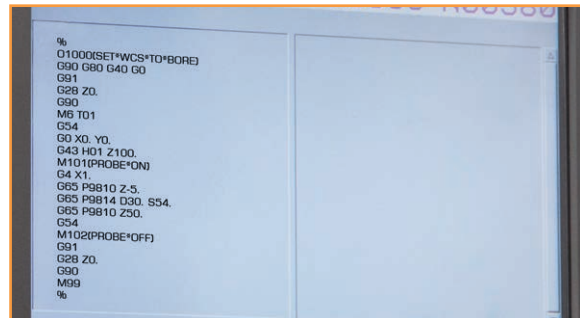 %
O1000(SET*WCS*TO*BORE)
G90 G80 G40 G0
G91
G28 Z0.
G90
M6 T01
G54
G0 X0. Y0.
G43 H01 Z100.
M101(PROBE*ON)
G4 X1.
G65 P9810 Z-5.
G65 P9814 D30. S54.
G65 P9810 Z50.
G54
M102(PROBE*OFF)
G91
G28 Z0.
G90
M99
%